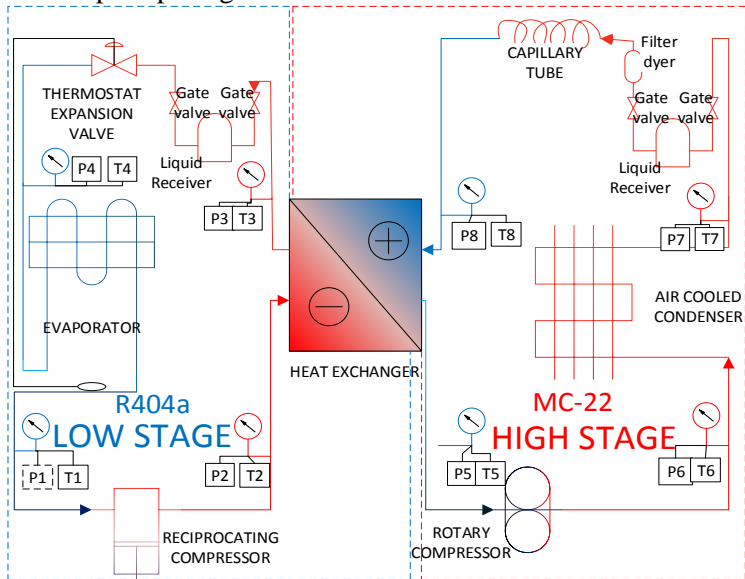 CAPILLARY
TUBE
Filter
dyer
THERMOSTAT
EXPANSION
VALVE
Gate
valve
Gate
valve
Gate
valve
Gate
valve
Liquid
Receiver
Liquid
Receiver
P4 T4
P3 T3
P8 T8
P7 T7
EVAPORATOR
AIR COOLED
CONDENSER
HEAT EXCHANGER
R404a
LOW STAGE
MC-22
HIGH STAGE
P1 T1
P2 T2
P5 T5
P6 T6
RECIPROCATING
COMPRESSOR
ROTARY
COMPRESSOR